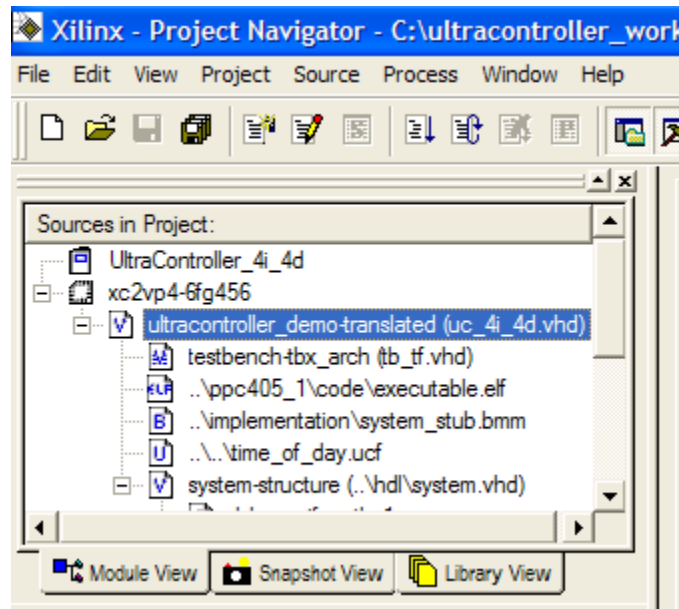 Xilinx - Project Navigator - C:\ultracontroller_work
File Edit View Project Source Process Window Help
Sources in Project:
UltraController_4i_4d
xc2vp4-6fg456
ultracontroller_demo-translated (uc_4i_4d.vhd)
testbench-tbx_arch (tb_tf.vhd)
..\ppc405_1\code\executable.elf
..\implementation\system_stub.bmm
..\..\time_of_day.ucf
system-structure (..\hdl\system.vhd)
Module View Snapshot View Library View